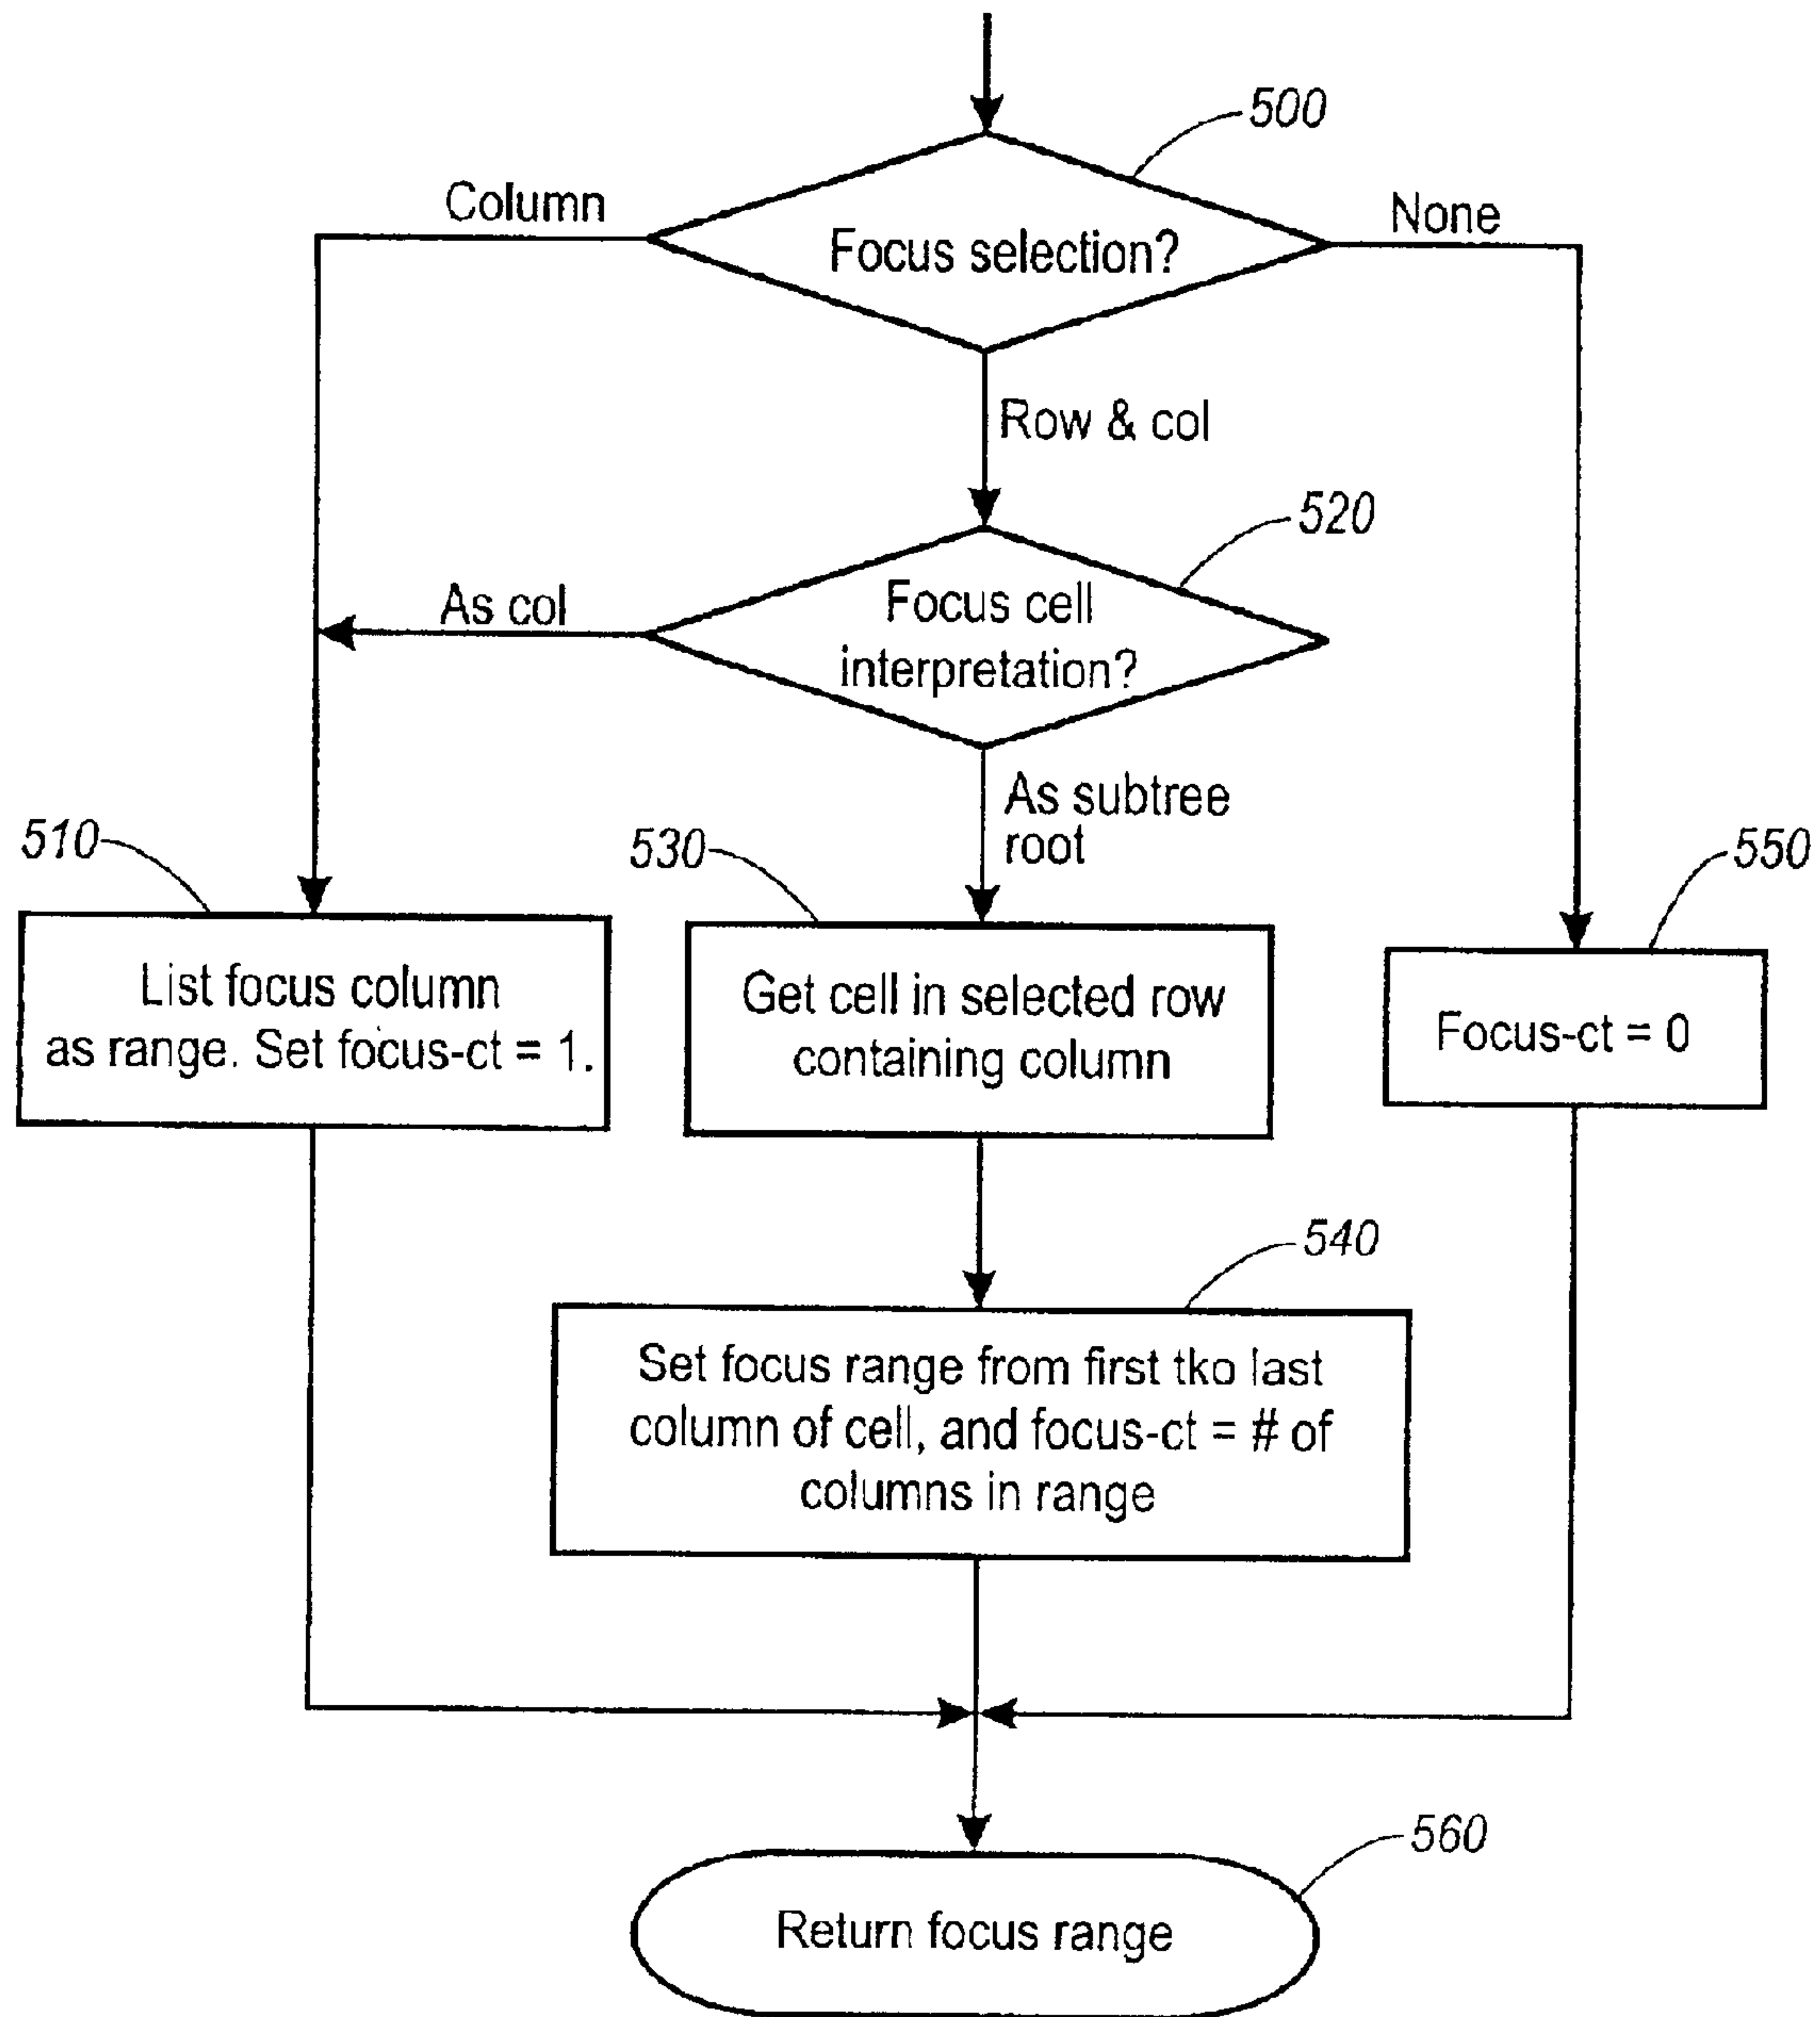 500
Column
None
Focus selection?
Row & col
520
As col
Focus cell
interpretation?
As subtree
root
510
530
550
List focus column
as range. Set focus-ct = 1.
Get cell in selected row
containing column
Focus-ct = 0
540
Set focus range from first tko last
column of cell, and focus-ct = # of
columns in range
560
Return focus range